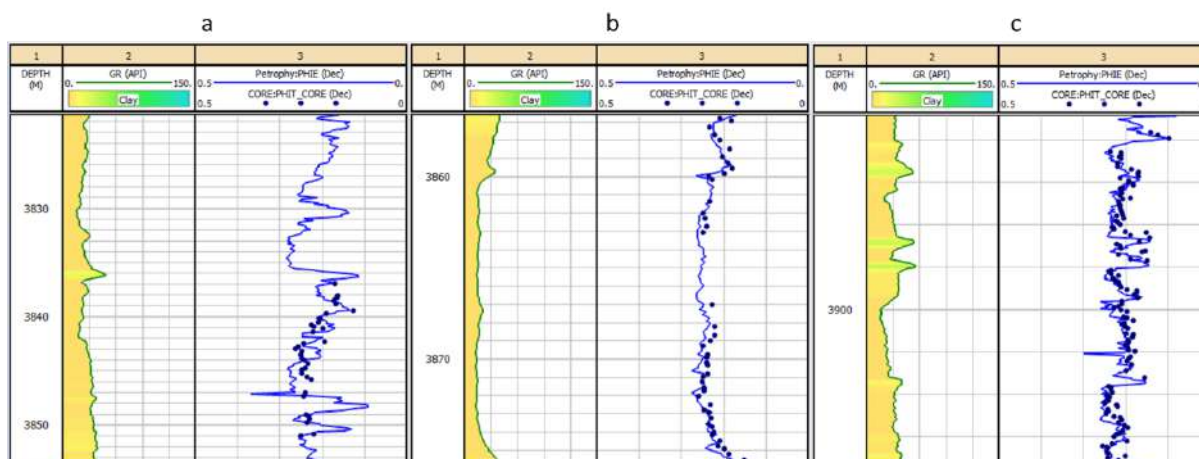 a
b
c
1 2 3
1 2 3
1 2 3
DEPTH (M) GR (API) 0. 150. Clay
Petrophy:PHIE (Dec) 0.5 0.
CORE:PHIT_CORE (Dec) 0.5 0
DEPTH (M) GR (API) 0. 150. Clay
Petrophy:PHIE (Dec) 0.5 0.
CORE:PHIT_CORE (Dec) 0.5 0
DEPTH (M) GR (API) 0. 150. Clay
Petrophy:PHIE (Dec) 0.5
CORE:PHIT_CORE (Dec) 0.5
3830
3840
3850
3860
3870
3900